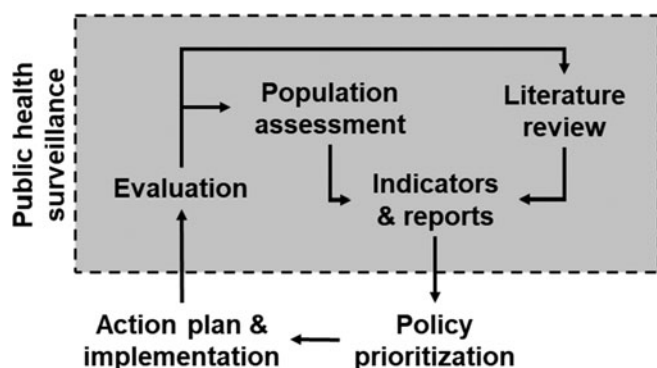 Public health
surveillance
Population
assessment
Literature
review
Evaluation
Indicators
& reports
Action plan &
implementation
Policy
prioritization